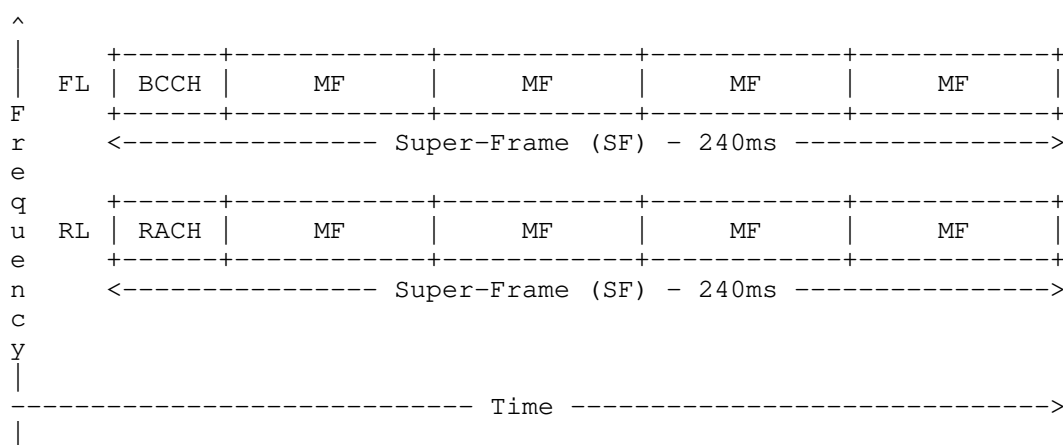 ^
|     +------+------------+------------+------------+------------+
|  FL | BCCH |     MF     |     MF     |     MF     |     MF     |
F     +------+------------+------------+------------+------------+
r     <---------------- Super-Frame (SF) - 240ms ---------------->
e
q     +------+------------+------------+------------+------------+
u  RL | RACH |     MF     |     MF     |     MF     |     MF     |
e     +------+------------+------------+------------+------------+
n     <---------------- Super-Frame (SF) - 240ms ---------------->
c
y
|
----------------------------- Time ------------------------------>
|